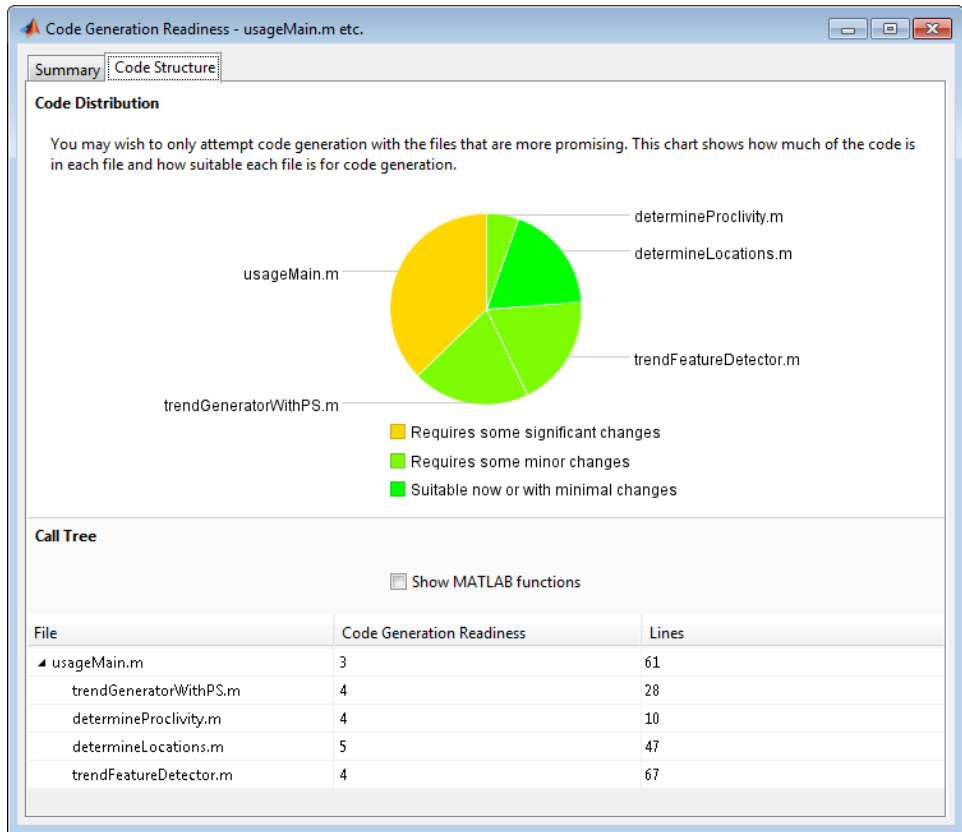 Code Generation Readiness - usageMain.m etc.
Summary
Code Structure
Code Distribution
You may wish to only attempt code generation with the files that are more promising. This chart shows how much of the code is
in each file and how suitable each file is for code generation.
determineProclivity.m
determineLocations.m
usageMain.m
trendFeatureDetector.m
trendGeneratorWithPS.m
Requires some significant changes
Requires some minor changes
Suitable now or with minimal changes
Call Tree
Show MATLAB functions
File Code Generation Readiness Lines
usageMain.m 3 61
trendGeneratorWithPS.m 4 28
determineProclivity.m 4 10
determineLocations.m 5 47
trendFeatureDetector.m 4 67